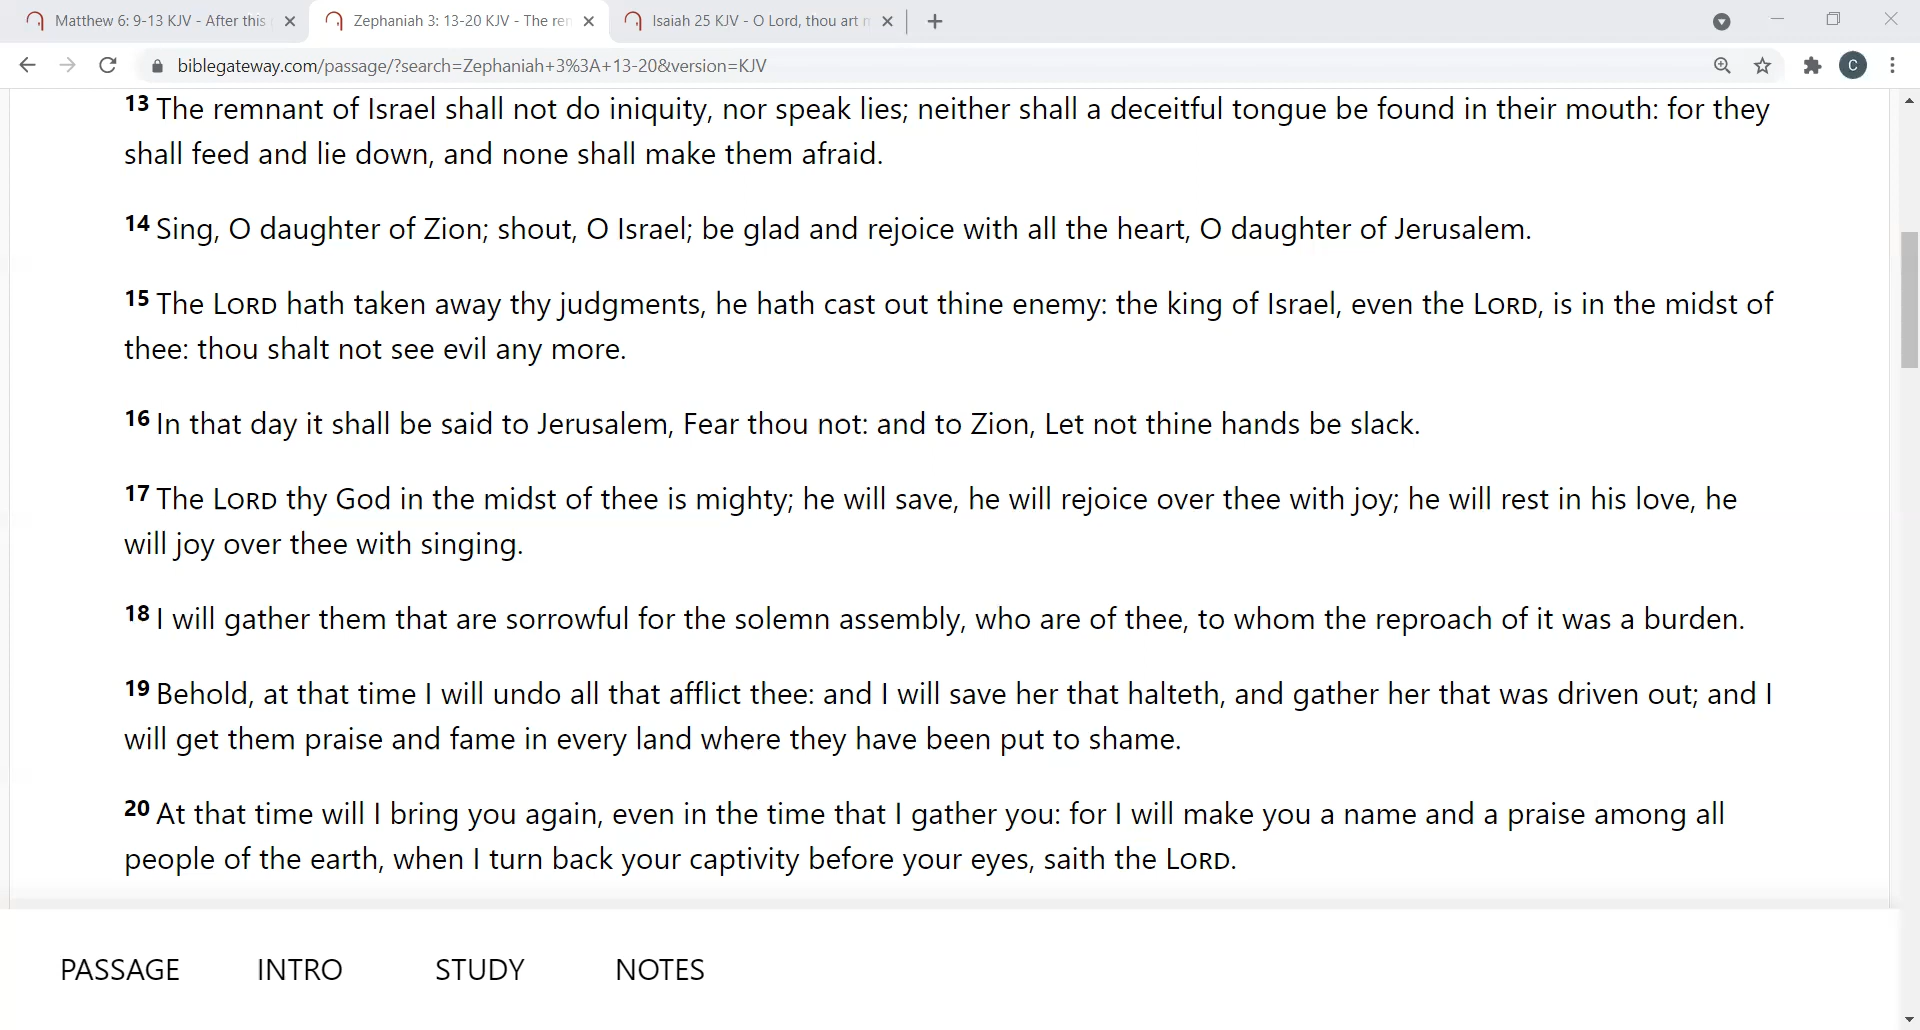 Matthew 6: 9-13 KJV - After this
Zephaniah 3: 13-20 KJV - The ren
Isaiah 25 KJV - O Lord, thou art m
biblegateway.com/passage/?search=Zephaniah+3%3A+13-20&version=KJV
C
13 The remnant of Israel shall not do iniquity, nor speak lies; neither shall a deceitful tongue be found in their mouth: for they
shall feed and lie down, and none shall make them afraid.
14 Sing, O daughter of Zion; shout, O Israel; be glad and rejoice with all the heart, O daughter of Jerusalem.
15 The LORD hath taken away thy judgments, he hath cast out thine enemy: the king of Israel, even the LORD, is in the midst of
thee: thou shalt not see evil any more.
16 In that day it shall be said to Jerusalem, Fear thou not: and to Zion, Let not thine hands be slack.
17 The LORD thy God in the midst of thee is mighty; he will save, he will rejoice over thee with joy; he will rest in his love, he
will joy over thee with singing.
18 I will gather them that are sorrowful for the solemn assembly, who are of thee, to whom the reproach of it was a burden.
19 Behold, at that time I will undo all that afflict thee: and I will save her that halteth, and gather her that was driven out; and I
will get them praise and fame in every land where they have been put to shame.
20 At that time will I bring you again, even in the time that I gather you: for I will make you a name and a praise among all
people of the earth, when I turn back your captivity before your eyes, saith the LORD.
PASSAGE INTRO STUDY NOTES